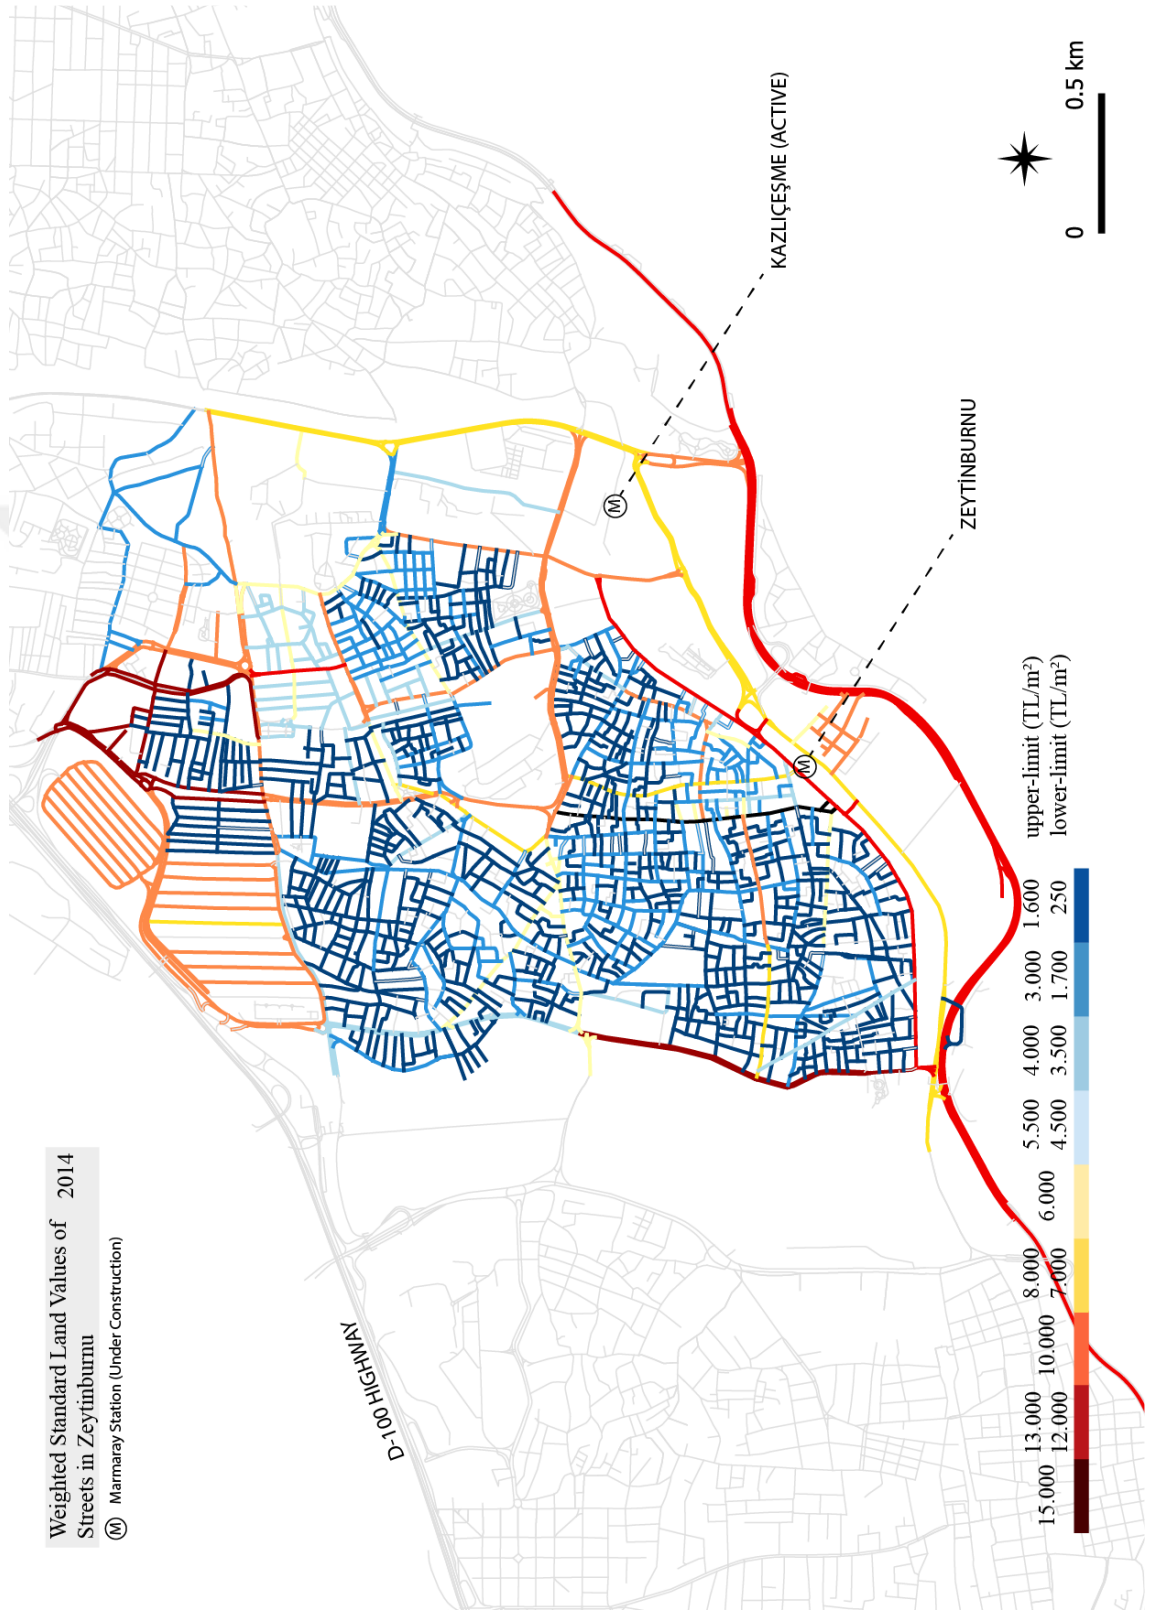 Weighted Standard Land Values of 2014
Streets in Zeytinburnu
M Marmaray Station (Under Construction)
D-100 HIGHWAY
KAZLIÇEŞME (ACTIVE)
ZEYTİNBURNU
M
M
0 0.5 km
15.000 13.000 10.000 8.000 6.000 5.500 4.000 3.000 1.600 upper-limit (TL/m²)
12.000 7.000 4.500 3.500 1.700 250 lower-limit (TL/m²)